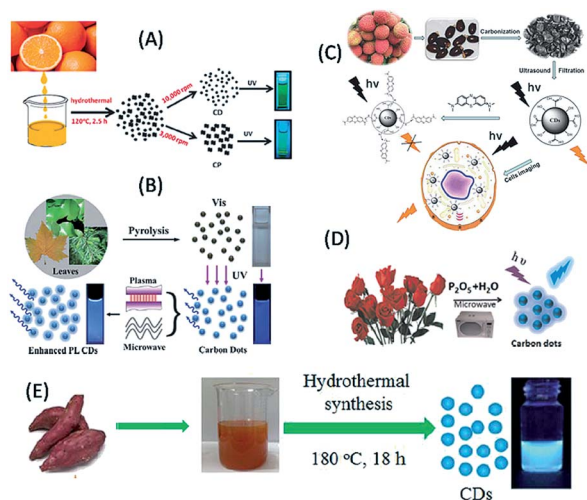 (A)
hydrothermal
120°C, 2.5 h
10,000 rpm
3,000 rpm
CD
CP
UV
UV
(C)
Carbonization
Ultrasound
Filtration
hν
hν
CDs
CDs
hν
Cells imaging
(B)
Leaves
Pyrolysis
Vis
UV
Plasma
Microwave
Enhanced PL CDs
Carbon Dots
(D)
P2O5+H2O
Microwave
h υ
Carbon dots
(E)
Hydrothermal
synthesis
180 °C, 18 h
CDs